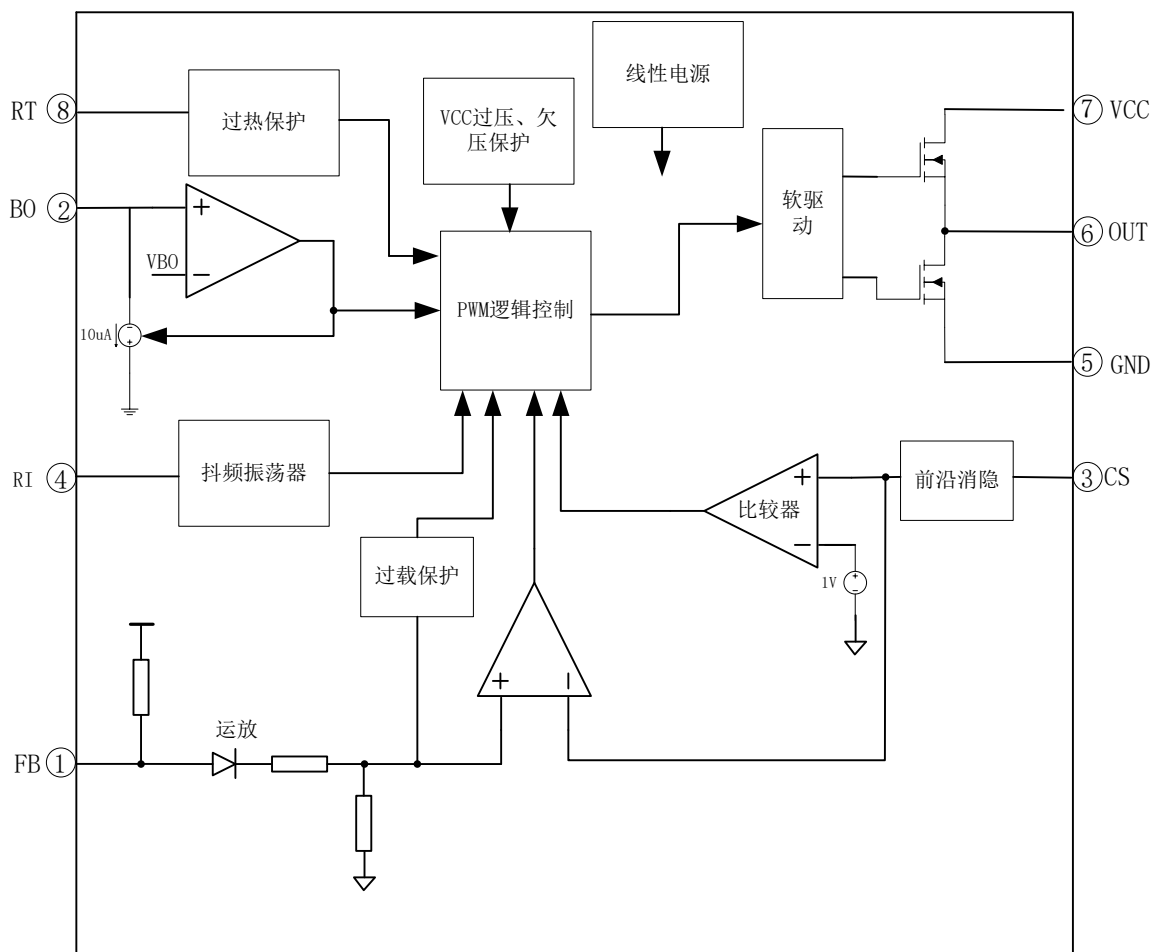 线性电源
RT ⑧
过热保护
VCC过压、欠
压保护
⑦ VCC
BO ②
+
VBO
−
软驱
动
⑥ OUT
PWM逻辑控制
10uA
⑤ GND
RI ④
抖频振荡器
+
比较器
−
前沿消隐
③CS
1V
过载保护
+
−
运放
FB ①